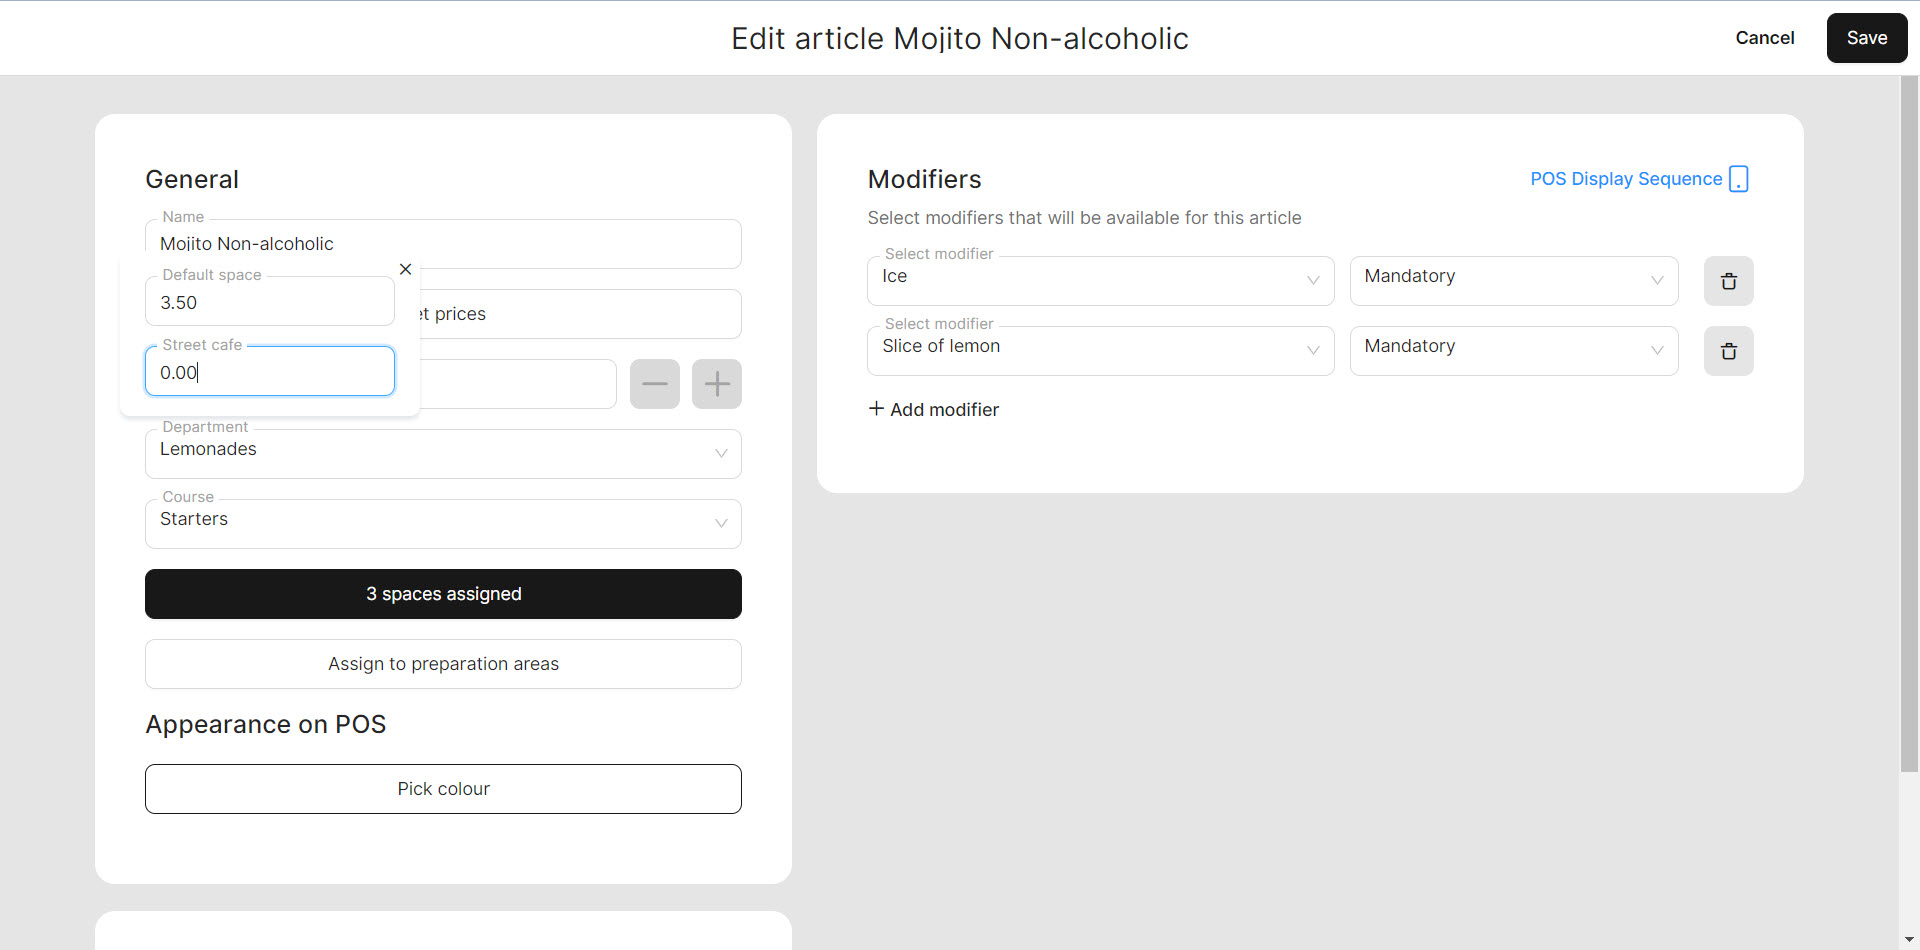 Edit article Mojito Non-alcoholic
Cancel
Save
General
Name
Mojito Non-alcoholic
Default space
3.50
prices
Street cafe
0.00
Department
Lemonades
Course
Starters
3 spaces assigned
Assign to preparation areas
Appearance on POS
Pick colour
Modifiers
POS Display Sequence
Select modifiers that will be available for this article
Select modifier
Ice
Mandatory
Select modifier
Slice of lemon
Mandatory
Add modifier